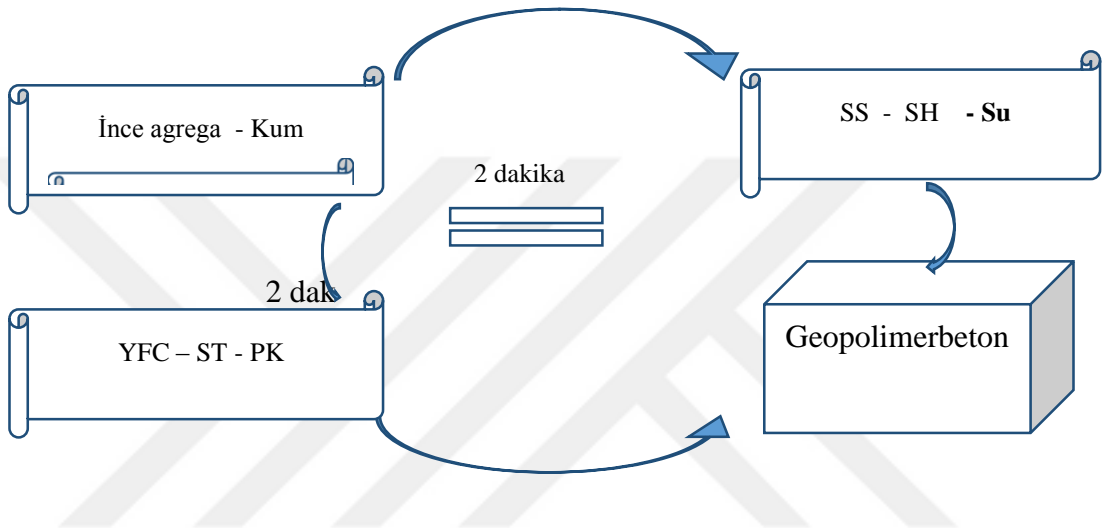 İnce agrega - Kum
SS - SH - Su
2 dakika
2 dak
YFC – ST - PK
Geopolimerbeton